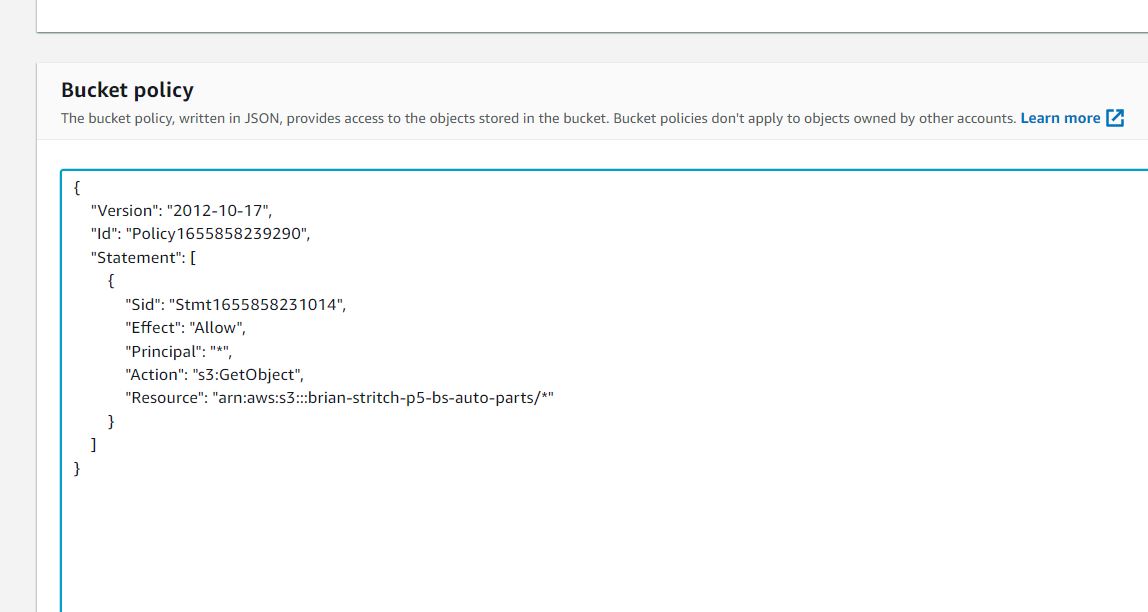 Bucket policy
The bucket policy, written in JSON, provides access to the objects stored in the bucket. Bucket policies don't apply to objects owned by other accounts. Learn more
{
"Version": "2012-10-17",
"Id": "Policy1655858239290",
"Statement": [
{
"Sid": "Stmt1655858231014",
"Effect": "Allow",
"Principal": "*",
"Action": "s3:GetObject",
"Resource": "arn:aws:s3:::brian-stritch-p5-bs-auto-parts/*"
}
]
}